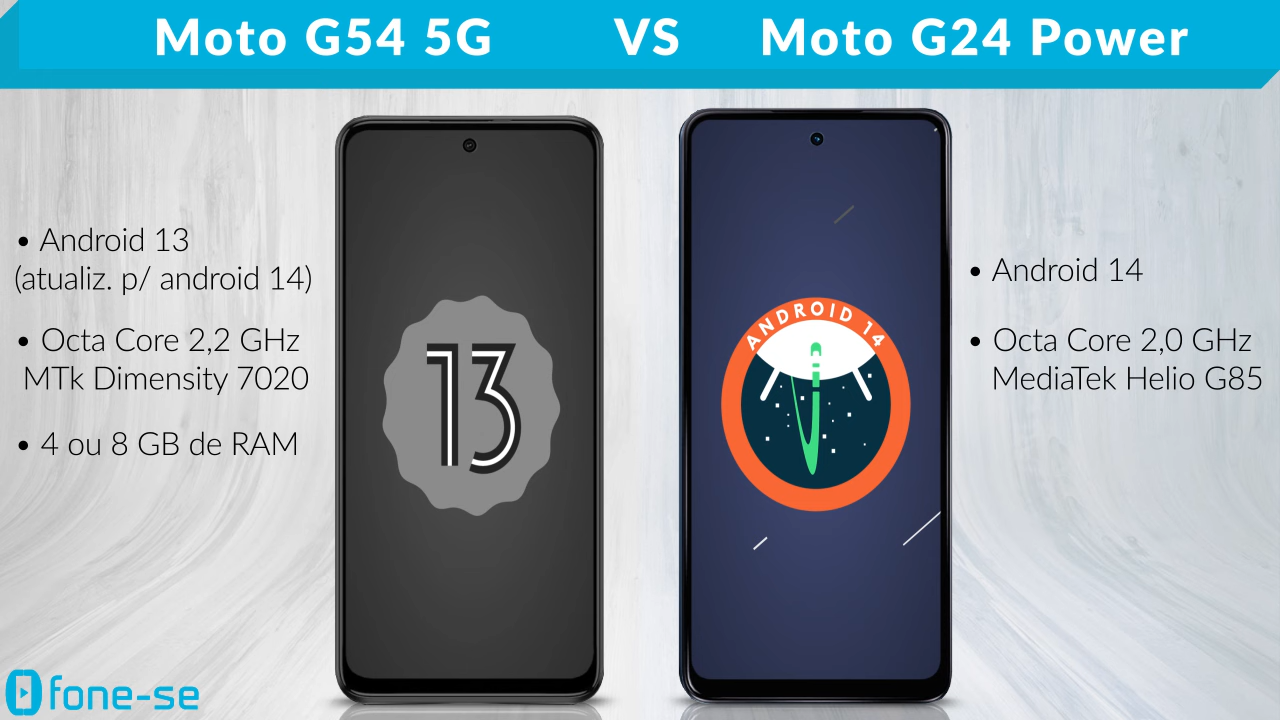 Moto G54 5G VS Moto G24 Power
• Android 13
(atualiz. p/ android 14)
• Octa Core 2,2 GHz
MTk Dimensity 7020
• 4 ou 8 GB de RAM
13
ANDROID 14
• Android 14
• Octa Core 2,0 GHz
MediaTek Helio G85
fone-se